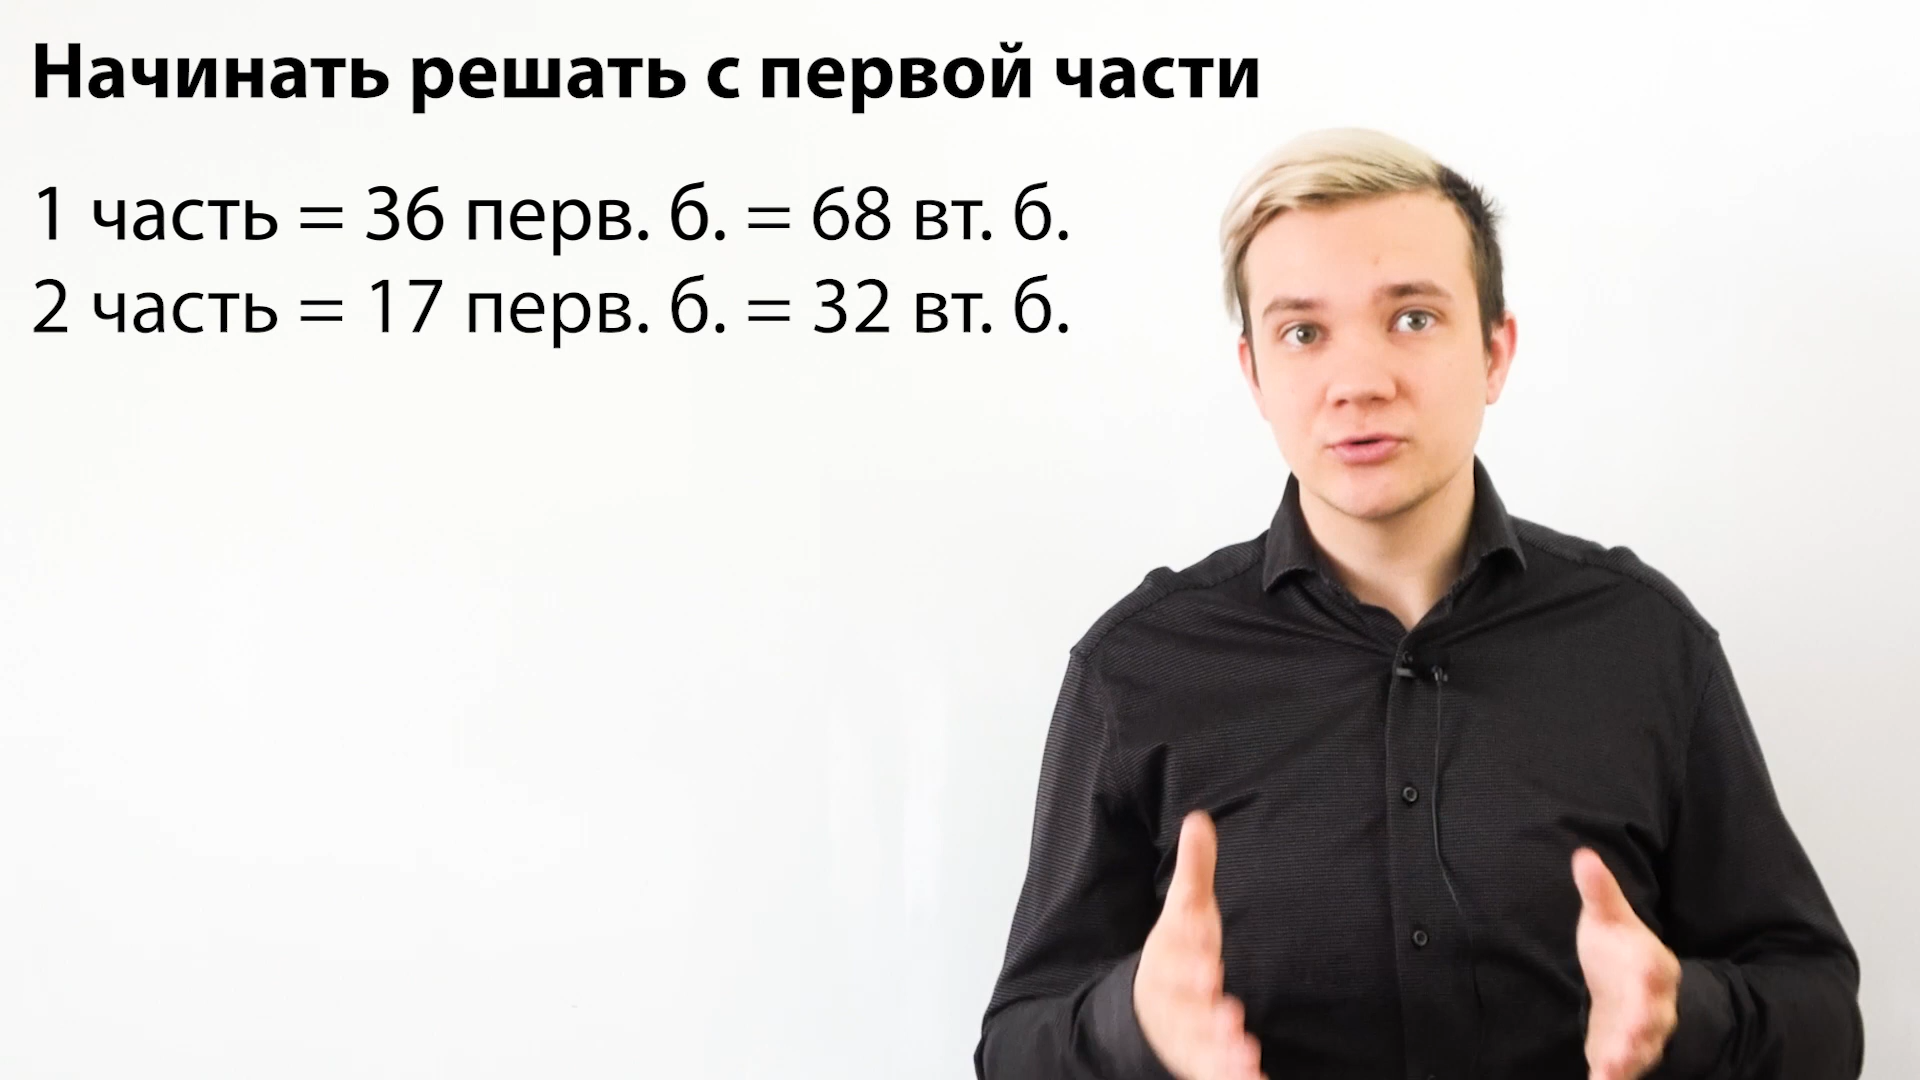 Начинать решать с первой части
1 часть = 36 перв. б. = 68 вт. б.
2 часть = 17 перв. б. = 32 вт. б.